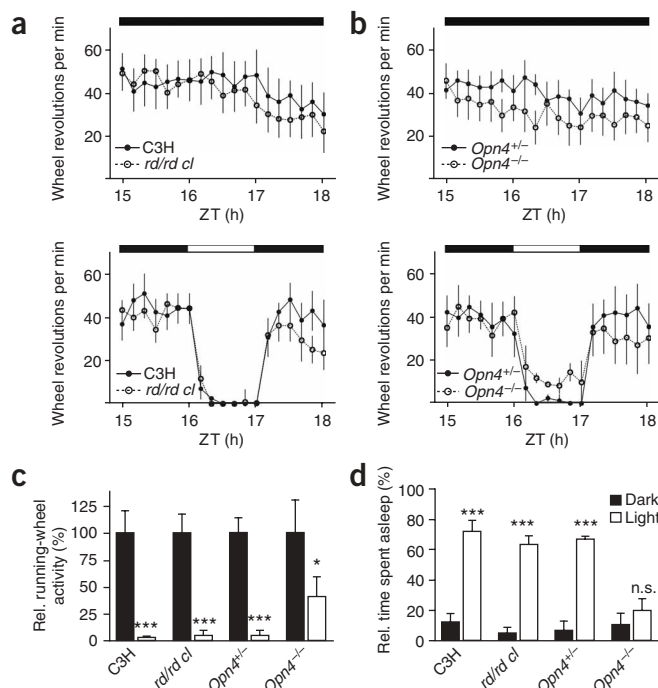 a
Wheel revolutions per min
60
40
20
C3H
rd/rd cl
15 16 17 18
ZT (h)
Wheel revolutions per min
60
40
20
C3H
rd/rd cl
15 16 17 18
ZT (h)
b
Wheel revolutions per min
60
40
20
Opn4+/–
Opn4–/–
15 16 17 18
ZT (h)
Wheel revolutions per min
60
40
20
Opn4+/–
Opn4–/–
15 16 17 18
ZT (h)
c
Rel. running-wheel
activity (%)
125
100
75
50
25
0
*** *** *** *
C3H rd/rd cl Opn4+/– Opn4–/–
d
Rel. time spent asleep (%)
100
80
60
40
20
0
Dark
Light
*** *** *** n.s.
C3H rd/rd cl Opn4+/– Opn4–/–